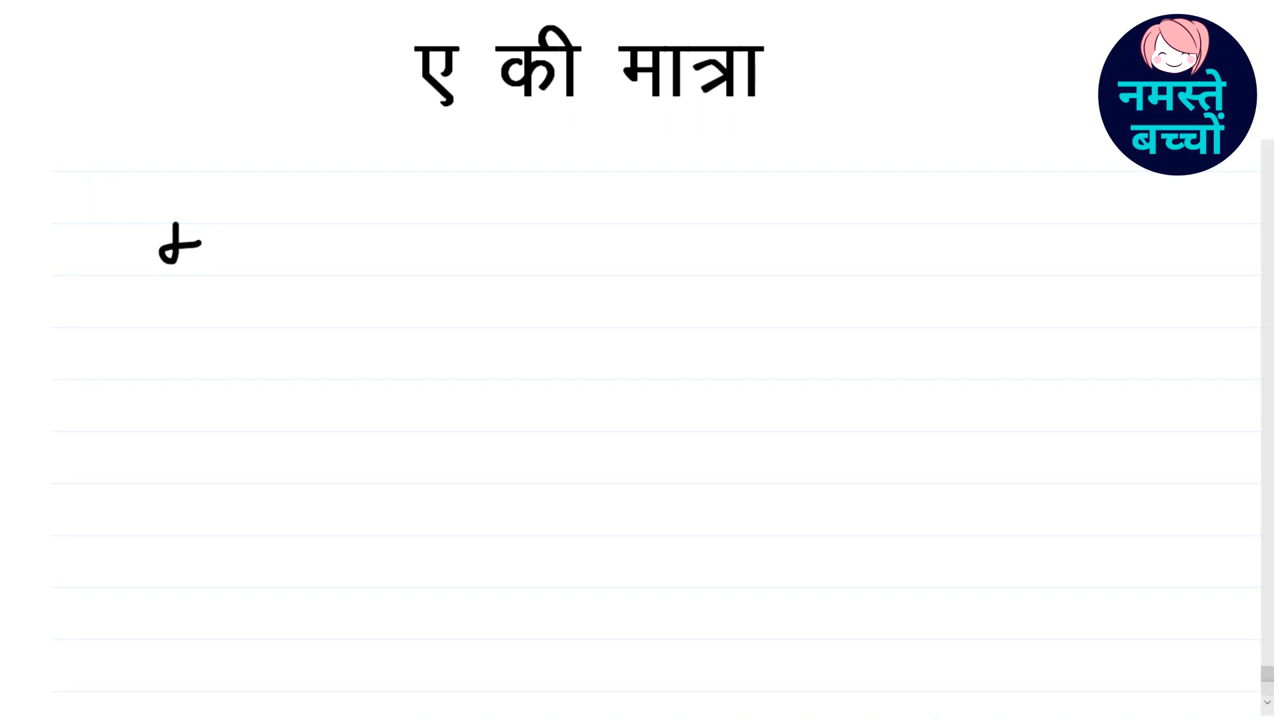 ए की मात्रा
नमस्ते
बच्चों